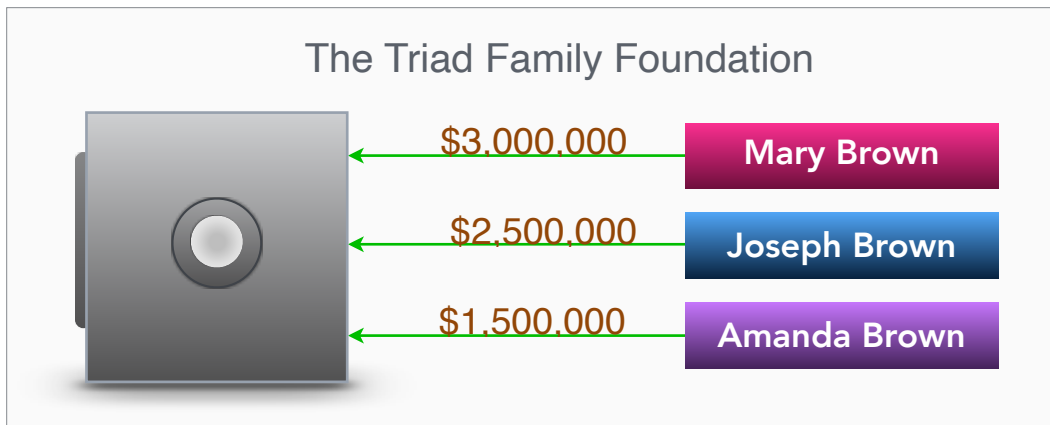 The Triad Family Foundation
$3,000,000 Mary Brown
$2,500,000 Joseph Brown
$1,500,000 Amanda Brown